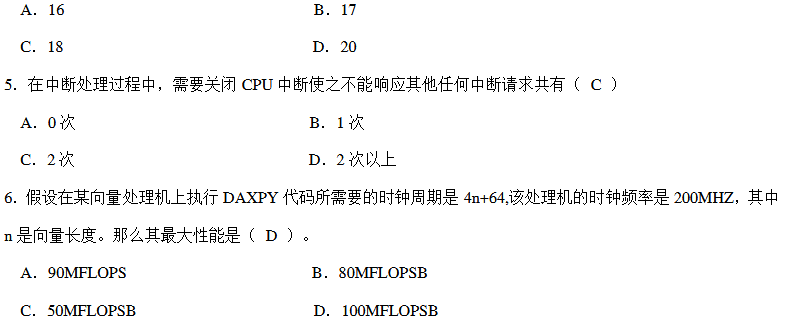 A．16 B．17
C．18 D．20
5．在中断处理过程中，需要关闭 CPU 中断使之不能响应其他任何中断请求共有（ C ）
A．0 次 B．1 次
C．2 次 D．2 次以上
6. 假设在某向量处理机上执行 DAXPY 代码所需要的时钟周期是 4n+64,该处理机的时钟频率是 200MHZ，其中
n 是向量长度。那么其最大性能是（ D ）。
A．90MFLOPS B．80MFLOPSB
C．50MFLOPSB D．100MFLOPSB